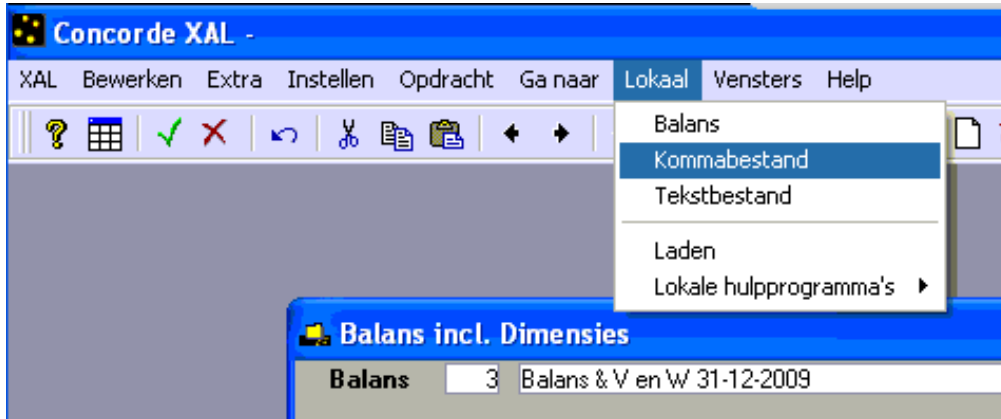 Concorde XAL -
XAL Bewerken Extra Instellen Opdracht Ga naar Lokaal Vensters Help
Balans
Kommabestand
Tekstbestand
Laden
Lokale hulpprogramma's
Balans incl. Dimensies
Balans 3 Balans & V en W 31-12-2009